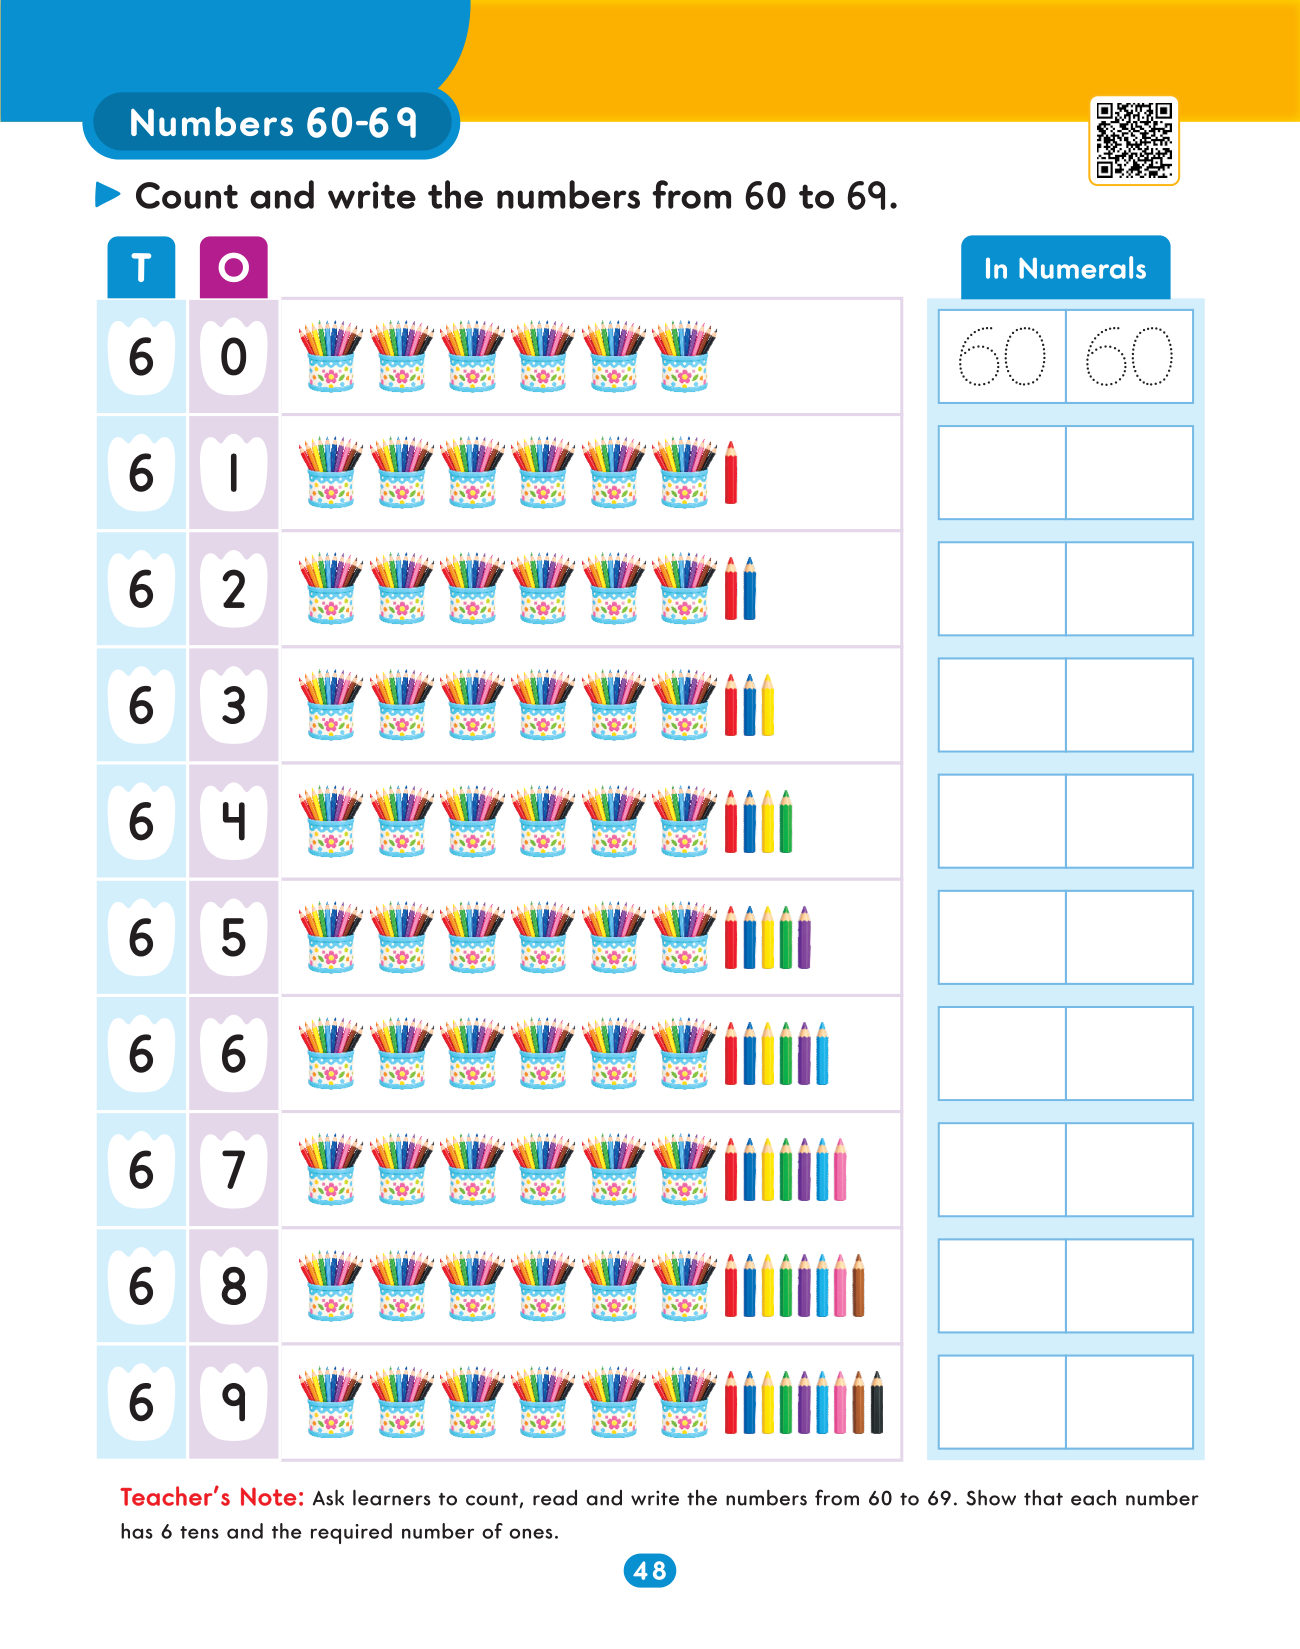 Numbers 60-69
Count and write the numbers from 60 to 69.
T O In Numerals
6 0 60 60
6 1
6 2
6 3
6 4
6 5
6 6
6 7
6 8
6 9
Teacher's Note: Ask learners to count, read and write the numbers from 60 to 69. Show that each number
has 6 tens and the required number of ones.
48